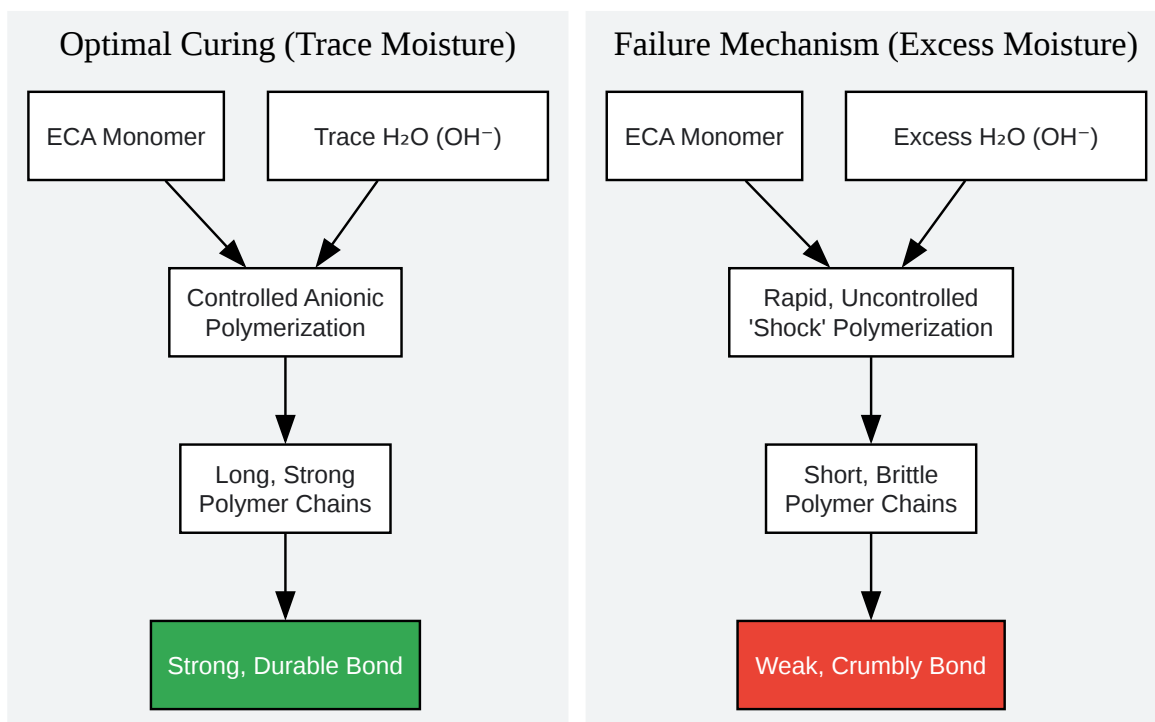 Optimal Curing (Trace Moisture)
ECA Monomer
Trace H₂O (OH⁻)
Controlled Anionic
Polymerization
Long, Strong
Polymer Chains
Strong, Durable Bond
Failure Mechanism (Excess Moisture)
ECA Monomer
Excess H₂O (OH⁻)
Rapid, Uncontrolled
'Shock' Polymerization
Short, Brittle
Polymer Chains
Weak, Crumbly Bond